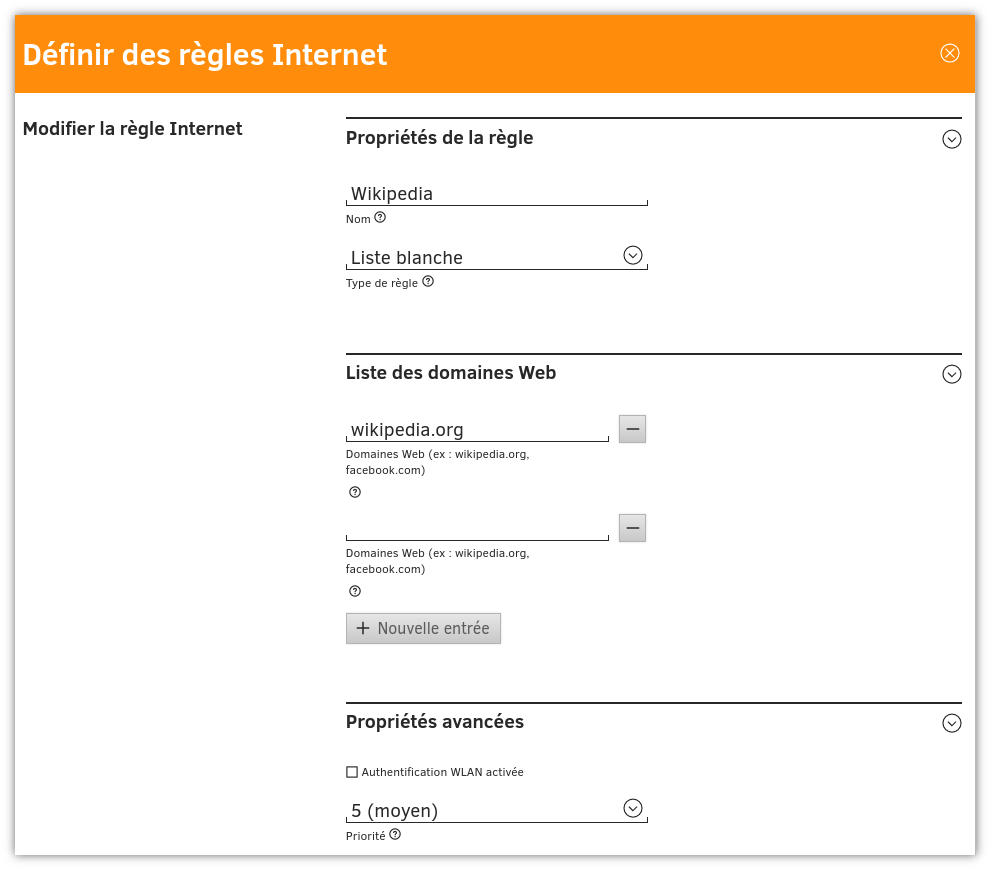 Définir des règles Internet
Modifier la règle Internet
Propriétés de la règle
Wikipedia
Nom
Liste blanche
Type de règle
Liste des domaines Web
wikipedia.org
Domaines Web (ex : wikipedia.org,
facebook.com)
Domaines Web (ex : wikipedia.org,
facebook.com)
Nouvelle entrée
Propriétés avancées
Authentification WLAN activée
5 (moyen)
Priorité